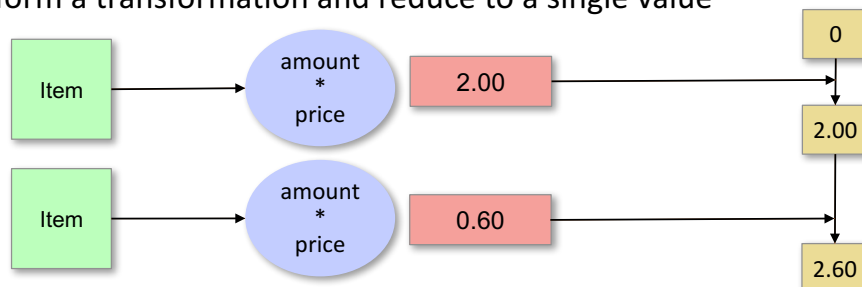 form a transformation and reduce to a single value
0
Item
amount
*
price
2.00
2.00
Item
amount
*
price
0.60
2.60